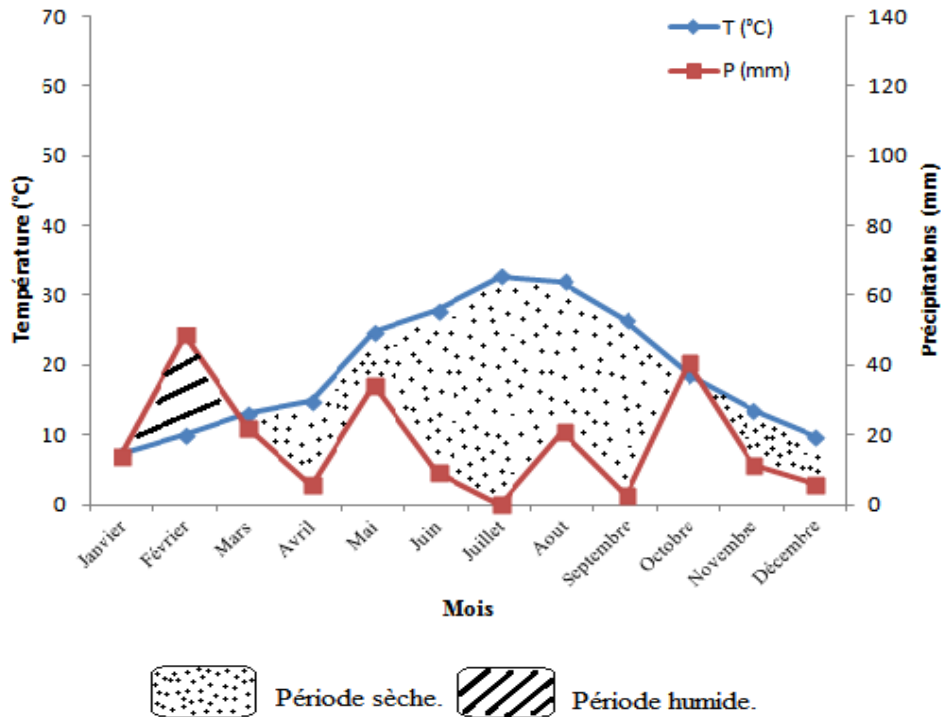 T (°C)
P (mm)
Température (°C)
70
60
50
40
30
20
10
0
Précipitations (mm)
140
120
100
80
60
40
20
0
Janvier
Février
Mars
Avril
Mai
Juin
Juillet
Aout
Septembre
Octobre
Novembre
Décembre
Mois
Période sèche.
Période humide.